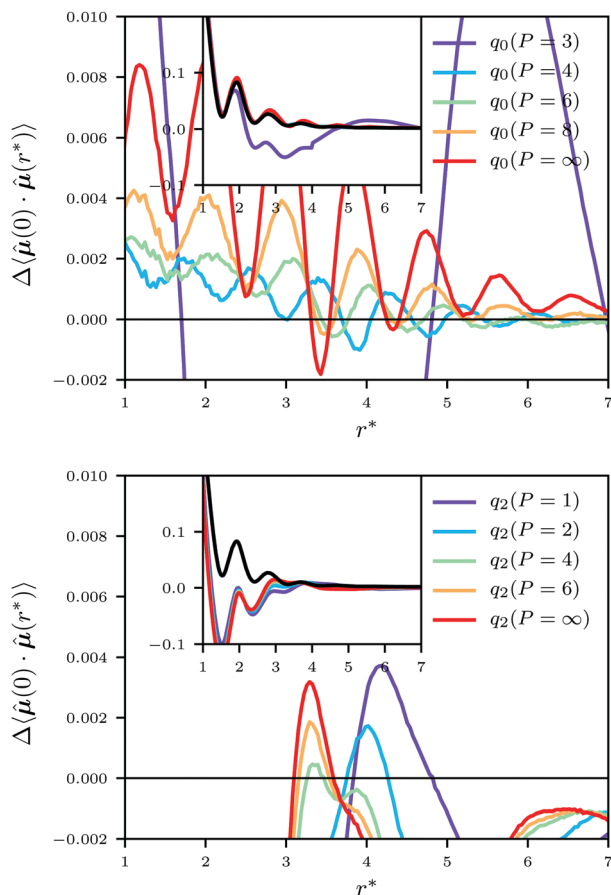 0.010
0.008
0.006
0.004
0.002
0.000
−0.002
Δ⟨μ̂(0) · μ̂(r*)⟩
0.1
0.0
−0.1
1 2 3 4 5 6 7
q₀(P = 3)
q₀(P = 4)
q₀(P = 6)
q₀(P = 8)
q₀(P = ∞)
1 2 3 4 5 6 7
r*
0.010
0.008
0.006
0.004
0.002
0.000
−0.002
Δ⟨μ̂(0) · μ̂(r*)⟩
0.1
0.0
−0.1
1 2 3 4 5 6 7
q₂(P = 1)
q₂(P = 2)
q₂(P = 4)
q₂(P = 6)
q₂(P = ∞)
1 2 3 4 5 6 7
r*